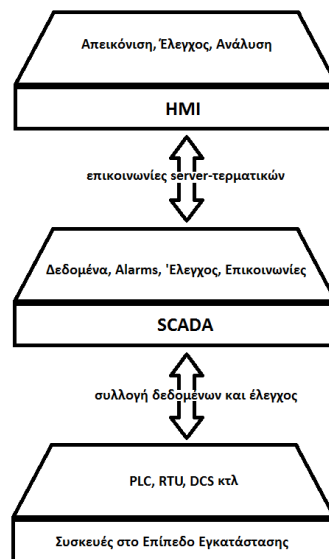 Απεικόνιση, Έλεγχος, Ανάλυση
HMI
επικοινωνίες server-τερματικών
Δεδομένα, Alarms, 'Ελεγχος, Επικοινωνίες
SCADA
συλλογή δεδομένων και έλεγχος
PLC, RTU, DCS κτλ
Συσκευές στο Επίπεδο Εγκατάστασης